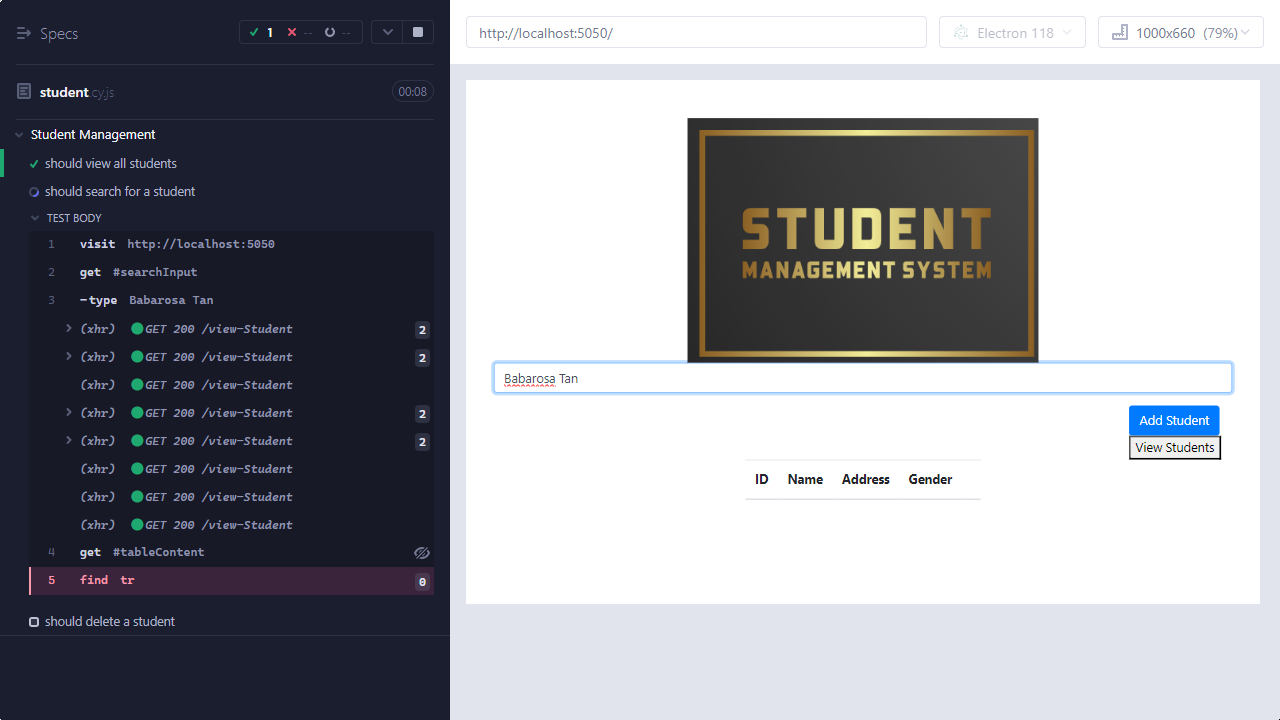 Specs
1 -- --
student.cy.js
00:08
Student Management
should view all students
should search for a student
TEST BODY
1 visit http://localhost:5050
2 get #searchInput
3 -type Babarosa Tan
(xhr) GET 200 /view-Student 2
(xhr) GET 200 /view-Student 2
(xhr) GET 200 /view-Student
(xhr) GET 200 /view-Student 2
(xhr) GET 200 /view-Student 2
(xhr) GET 200 /view-Student
(xhr) GET 200 /view-Student
(xhr) GET 200 /view-Student
4 get #tableContent
5 find tr 0
should delete a student
http://localhost:5050/
Electron 118
1000x660 (79%)
STUDENT
MANAGEMENT SYSTEM
Babarosa Tan
Add Student
View Students
ID Name Address Gender